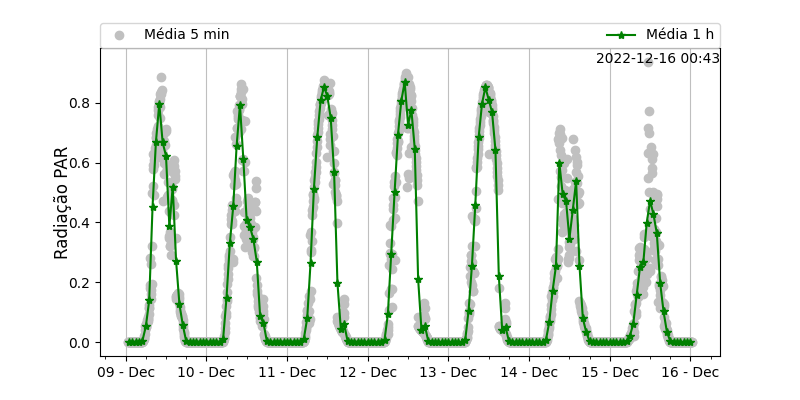 Média 5 min
Média 1 h
2022-12-16 00:43
Radiação PAR
0.8
0.6
0.4
0.2
0.0
09 - Dec
10 - Dec
11 - Dec
12 - Dec
13 - Dec
14 - Dec
15 - Dec
16 - Dec